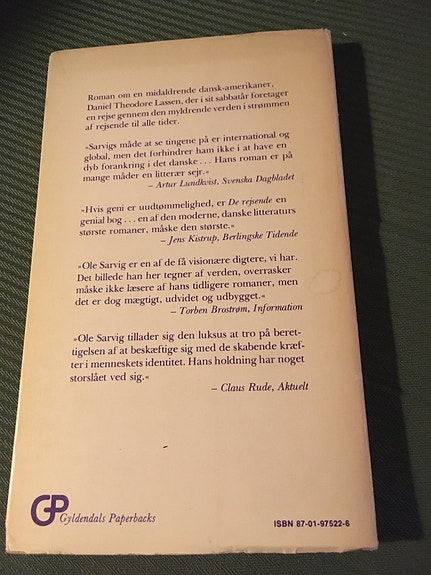 Roman om en midaldrende dansk-amerikaner,
Daniel Theodore Lassen, der i sit sabbatår foretager
en rejse gennem den myldrende verden i strømmen
af rejsende til alle tider.
»Sarvigs måde at se tingene på er international og
global, men det forhindrer ham ikke i at have en
dyb forankring i det danske . . . Hans roman er på
mange måder en litterær sejr.«
– Artur Lundkvist, Svenska Dagbladet
»Hvis geni er uudtømmelighed, er De rejsende en
genial bog . . . en af den moderne, danske litteraturs
største romaner, måske den største.«
– Jens Kistrup, Berlingske Tidende
»Ole Sarvig er en af de få visionære digtere, vi har.
Det billede han her tegner af verden, overrasker
måske ikke læsere af hans tidligere romaner, men
det er dog mægtigt, udvidet og udbygget.«
– Torben Brostrøm, Information
»Ole Sarvig tillader sig den luksus at tro på beret-
tigelsen af at beskæftige sig med de skabende kræf-
ter i menneskets identitet. Hans holdning har noget
storslået ved sig.«
– Claus Rude, Aktuelt
GP
Gyldendals Paperbacks
ISBN 87-01-97522-6